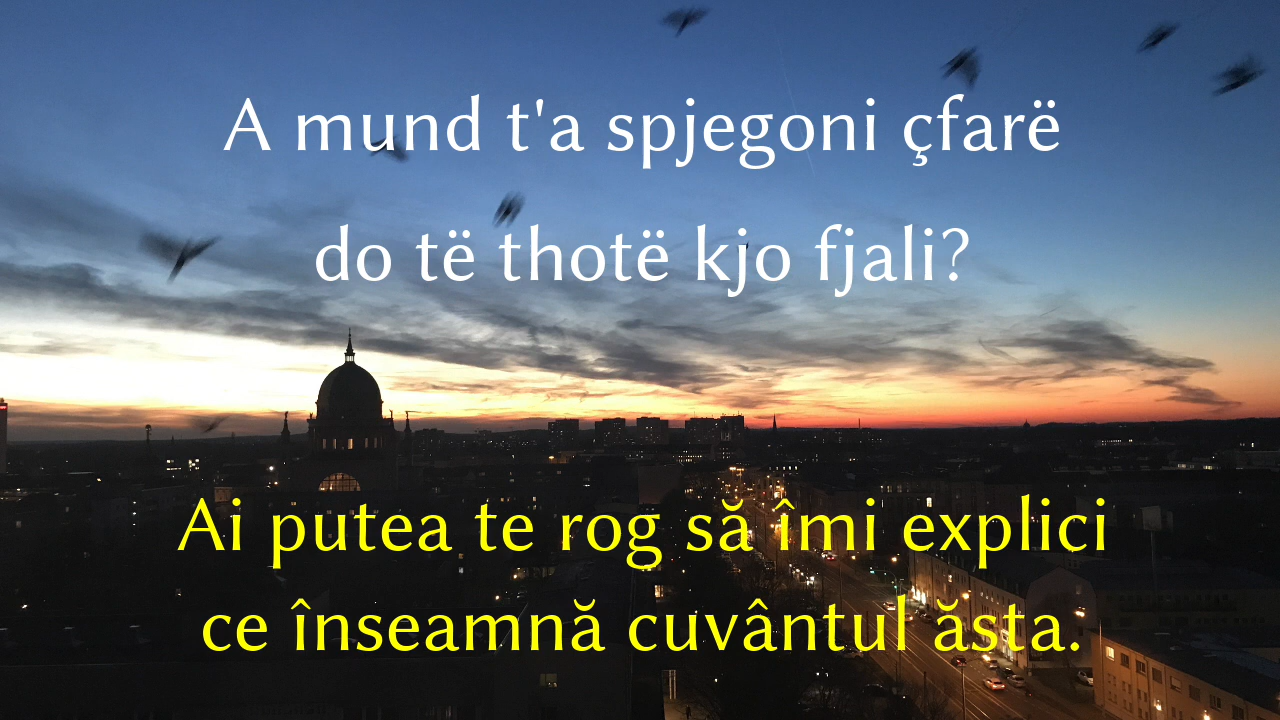 A mund t'a spjegoni çfarë
do të thotë kjo fjali?
Ai putea te rog să îmi explici
ce înseamnă cuvântul ăsta.